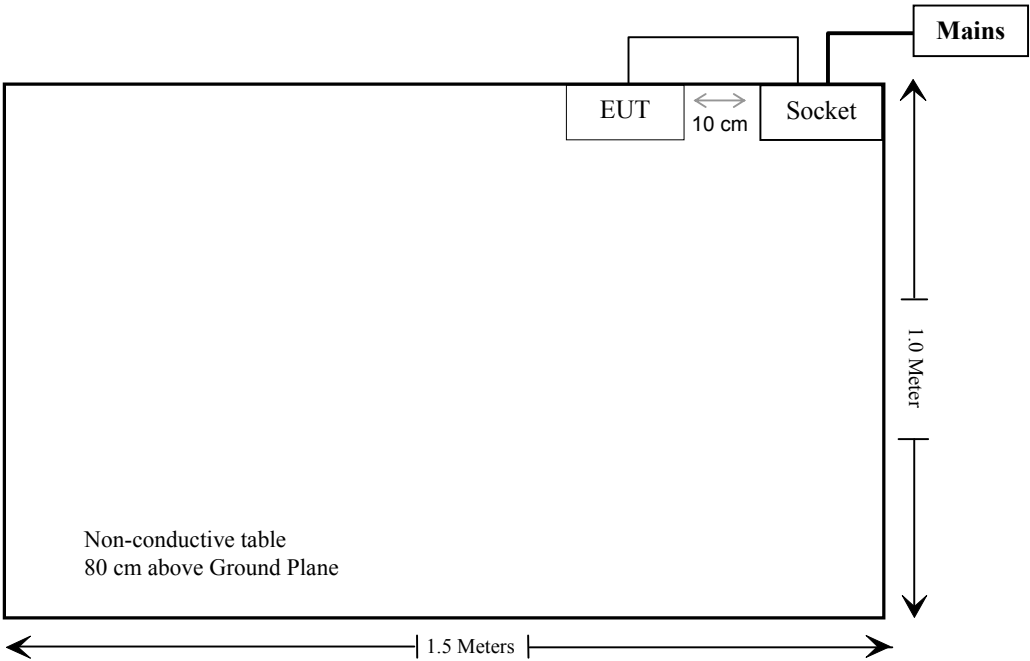 Mains
EUT
10 cm
Socket
1.0 Meter
Non-conductive table
80 cm above Ground Plane
1.5 Meters